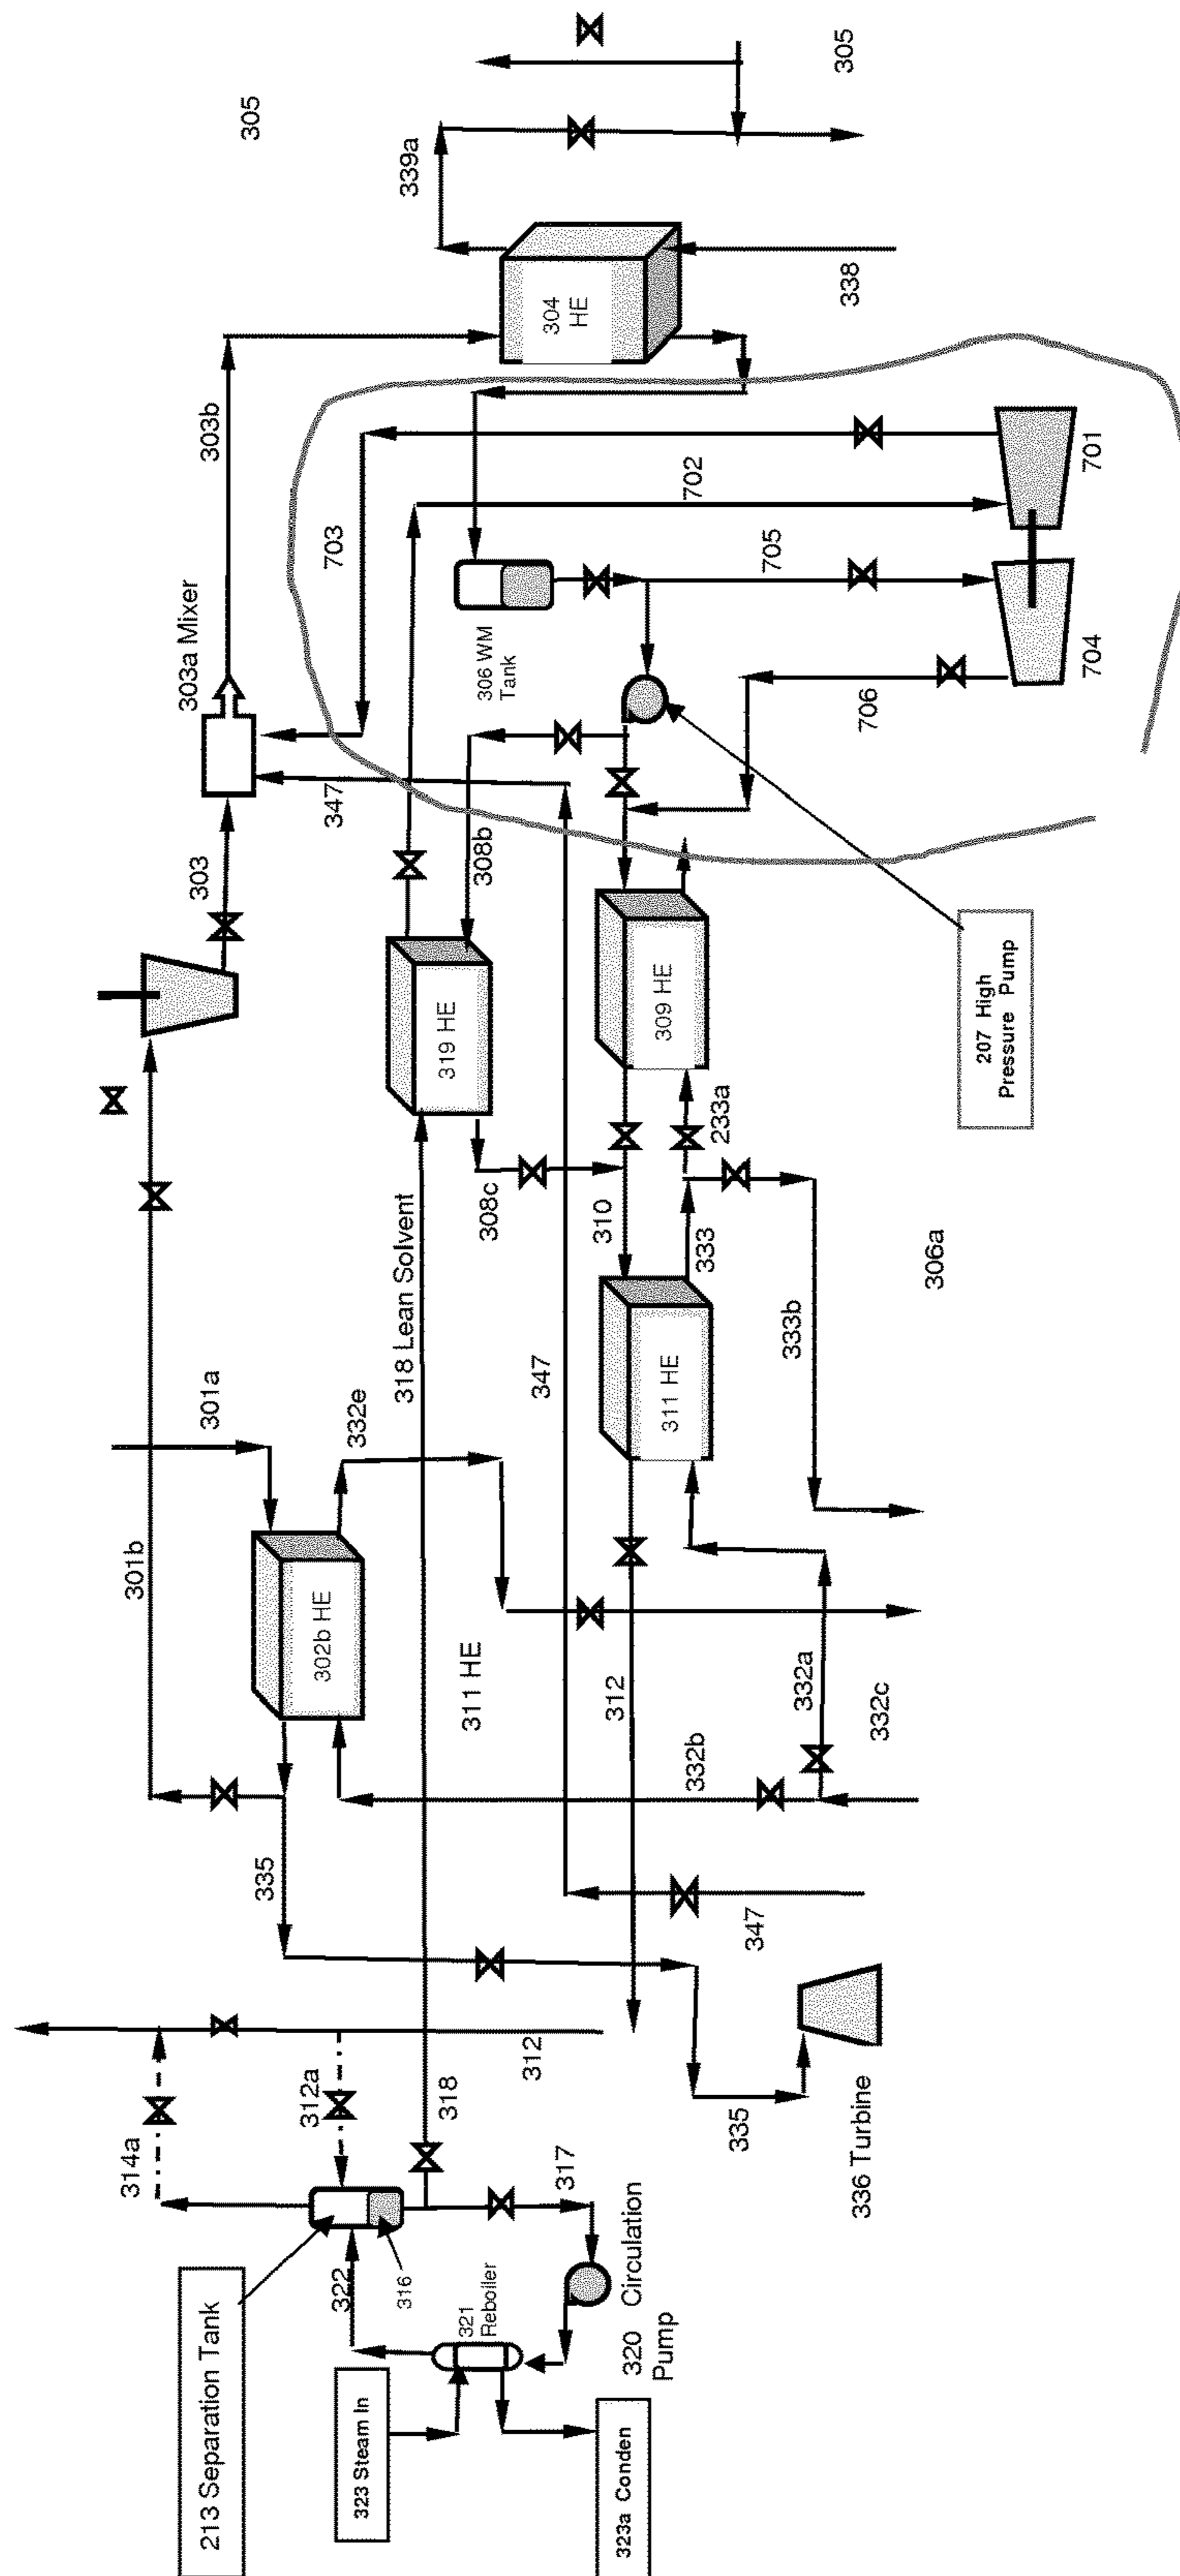 213 Separation Tank
314a
312a
322
316
318
317
323 Steam In
321
Reboiler
320 Circulation
Pump
323a Conden
312
335
335
336 Turbine
347
301b
301a
302b HE
332e
311 HE
318 Lean Solvent
332b
332a
332c
312
347
311 HE
310
333
333b
306a
308c
233a
319 HE
309 HE
308b
207 High
Pressure Pump
303
347
303a Mixer
303b
703
306 WM
Tank
702
705
706
704
701
304
HE
338
339a
305
305